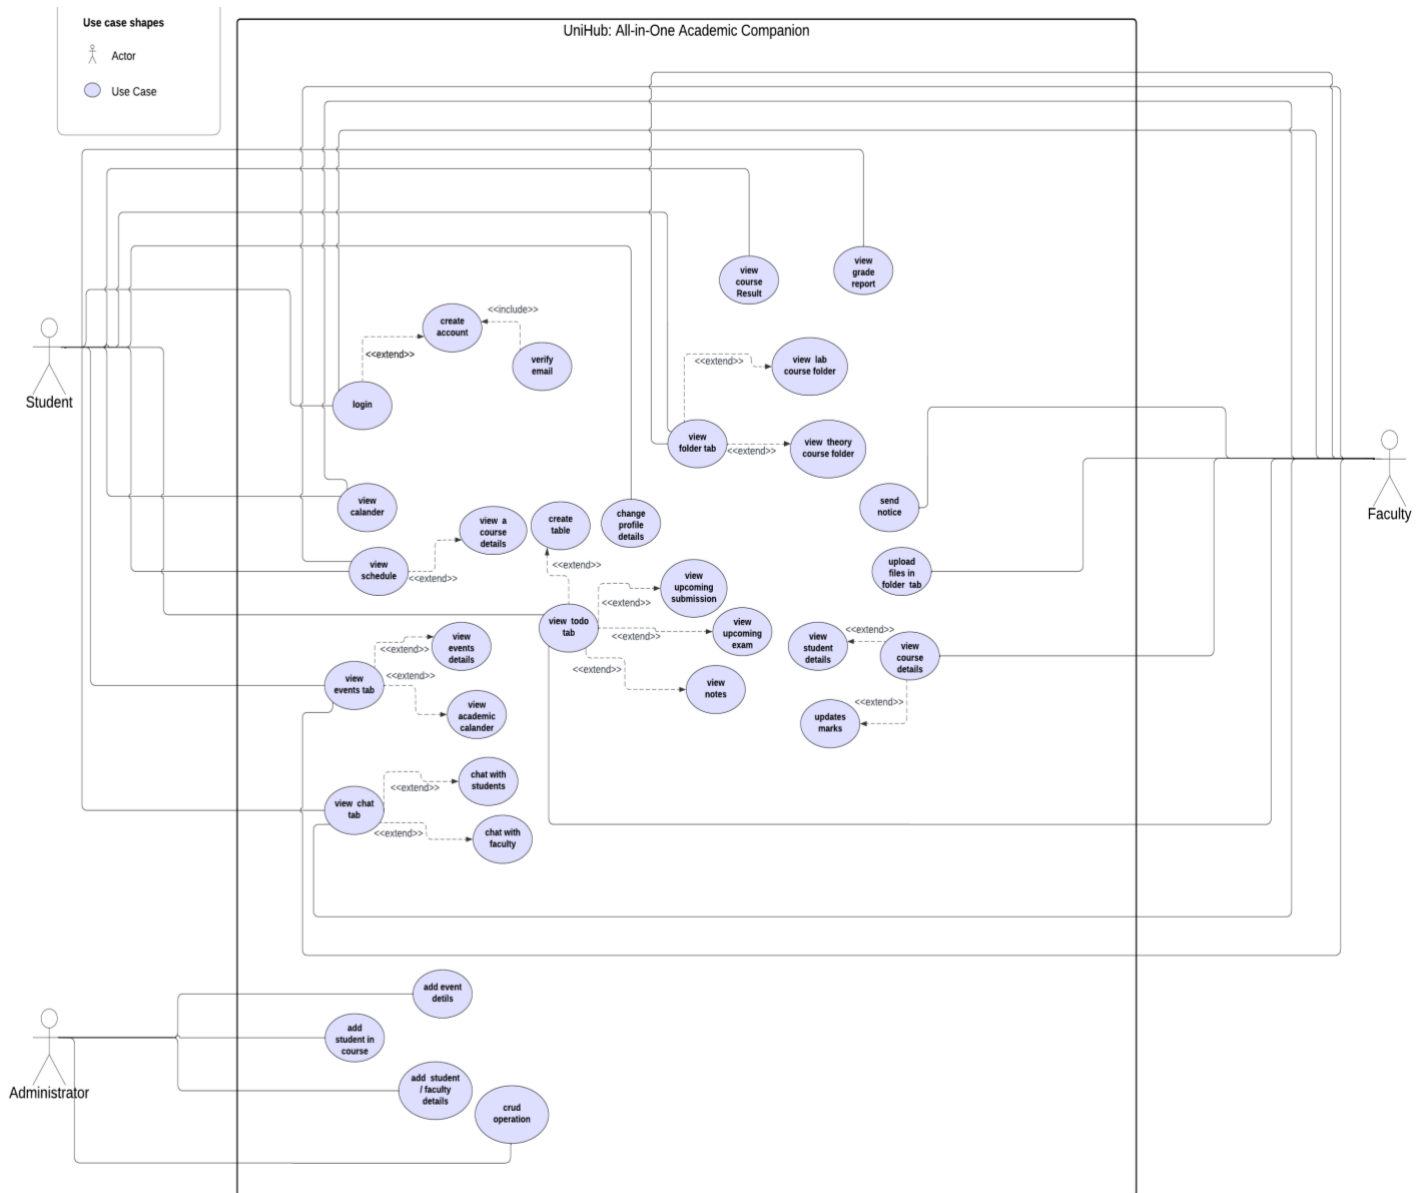 Use case shapes
Actor
Use Case
UniHub: All-in-One Academic Companion
view
course
Result
view
grade
report
create
account
<<include>>
<<extend>>
verify
email
login
Student
<<extend>>
view lab
course folder
view
folder tab
<<extend>>
view theory
course folder
Faculty
view
calander
view a
course
details
create
table
change
profile
details
send
notice
view
schedule
<<extend>>
<<extend>>
upload
files in
folder tab
view
upcoming
submission
<<extend>>
view todo
tab
<<extend>>
view
upcoming
exam
<<extend>>
view
notes
view
student
details
<<extend>>
view
course
details
<<extend>>
updates
marks
view
events
details
<<extend>>
view
events tab
<<extend>>
view
academic
calander
chat with
students
<<extend>>
view chat
tab
<<extend>>
chat with
faculty
add event
detils
add
student in
course
Administrator
add student
/ faculty
details
crud
operation